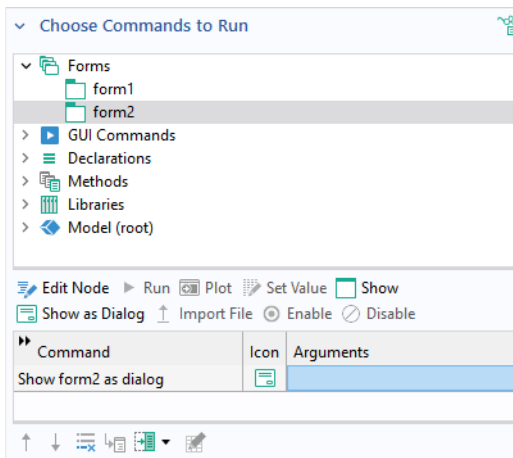 Choose Commands to Run
Forms
form1
form2
GUI Commands
Declarations
Methods
Libraries
Model (root)
Edit Node Run Plot Set Value Show
Show as Dialog Import File Enable Disable
Command Icon Arguments
Show form2 as dialog